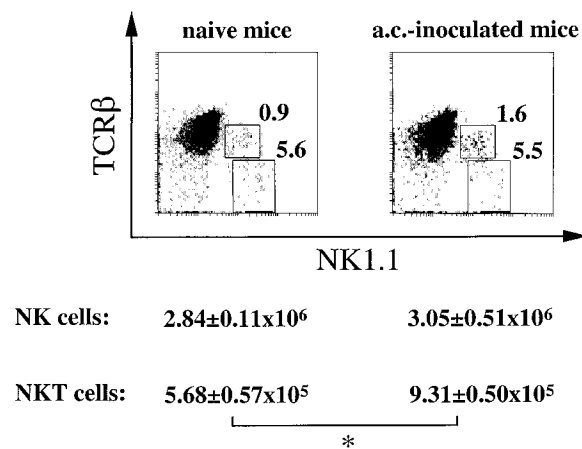 naive mice
a.c.-inoculated mice
TCRβ
0.9
5.6
1.6
5.5
NK1.1
NK cells: 2.84±0.11x10⁶ 3.05±0.51x10⁶
NKT cells: 5.68±0.57x10⁵ 9.31±0.50x10⁵
*